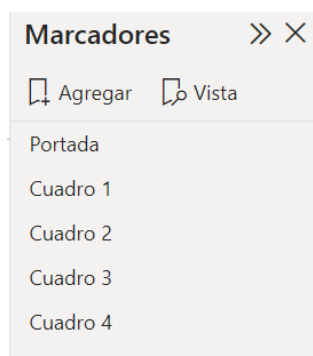 Marcadores
Agregar Vista
Portada
Cuadro 1
Cuadro 2
Cuadro 3
Cuadro 4